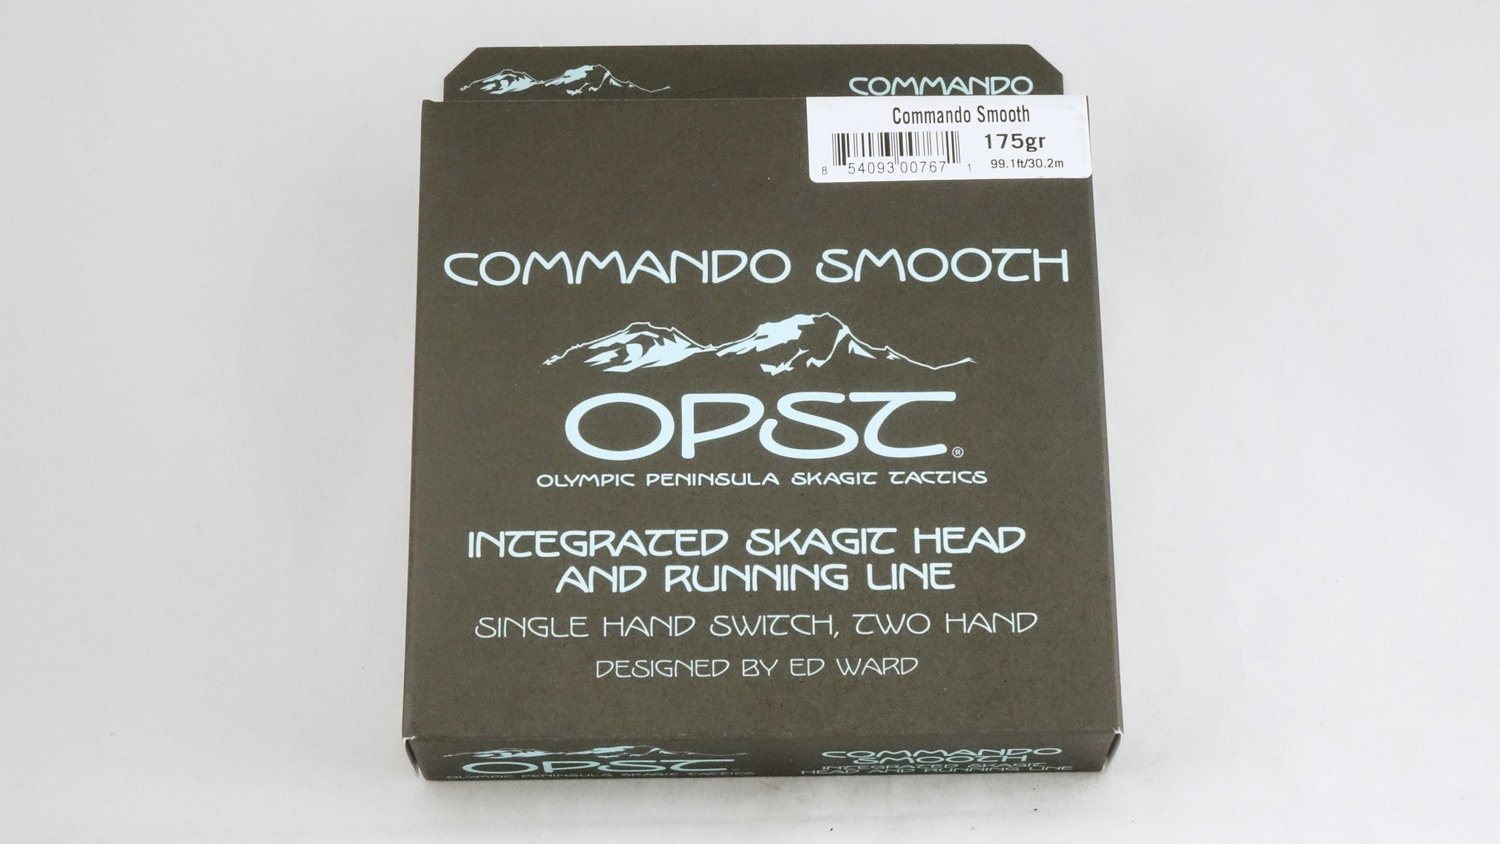 COMMANDO
Commando Smooth
175gr
8 54093 00767 1
99.1ft/30.2m
COMMANDO SMOOTH
OPST®
OLYMPIC PENINSULA SKAGIT TACTICS
INTEGRATED SKAGIT HEAD
AND RUNNING LINE
SINGLE HAND SWITCH, TWO HAND
DESIGNED BY ED WARD
OPST
OLYMPIC PENINSULA SKAGIT TACTICS
COMMANDO
SMOOTH
INTEGRATED SKAGIT
HEAD AND RUNNING LINE